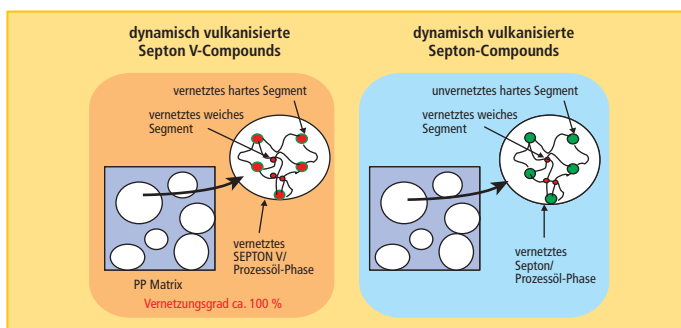 dynamisch vulkanisierte
Septon V-Compounds
vernetztes hartes Segment
vernetztes weiches
Segment
vernetztes
SEPTON V/
Prozessöl-Phase
PP Matrix
Vernetzungsgrad ca. 100 %
dynamisch vulkanisierte
Septon-Compounds
unvernetztes hartes Segment
vernetztes weiches
Segment
vernetztes
Septon/
Prozessöl-Phase